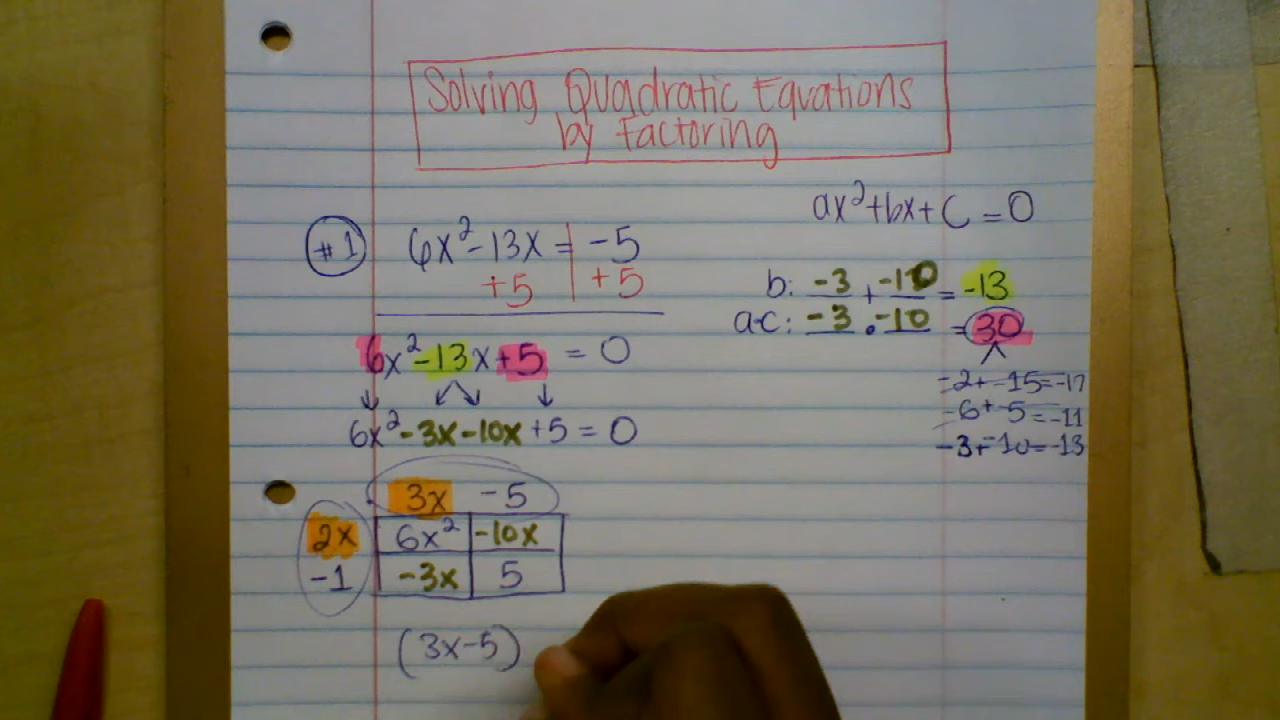 Solving Quadratic Equations
by factoring
ax²+bx+c=0
#1 6x²-13x = -5
+5 +5
b: -3 + -10 = -13
a·c: -3 · -10 = 30
6x²-13x+5 = 0
-2+-15=-17
-6+-5=-11
-3+-10=-13
6x²-3x-10x+5=0
3x -5
2x 6x² -10x
-1 -3x 5
(3x-5)